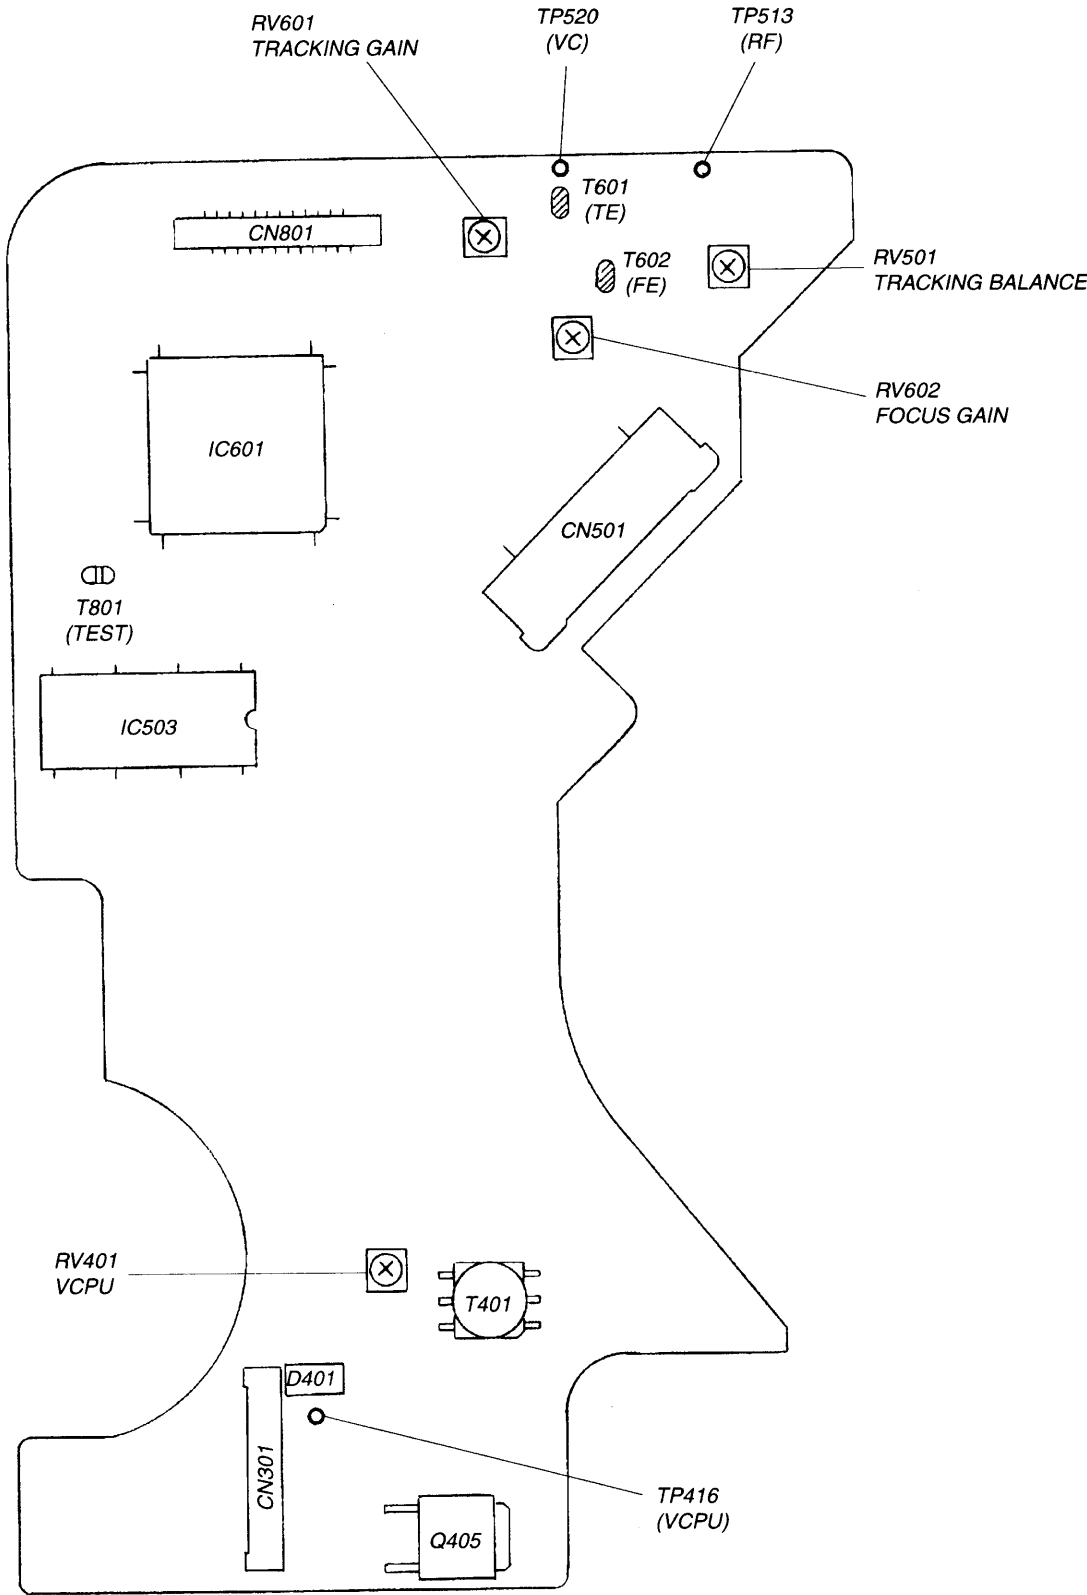 RV601
TRACKING GAIN
TP520
(VC)
TP513
(RF)
T601
(TE)
CN801
T602
(FE)
RV501
TRACKING BALANCE
RV602
FOCUS GAIN
IC601
CN501
T801
(TEST)
IC503
RV401
VCPU
T401
D401
CN301
TP416
(VCPU)
Q405